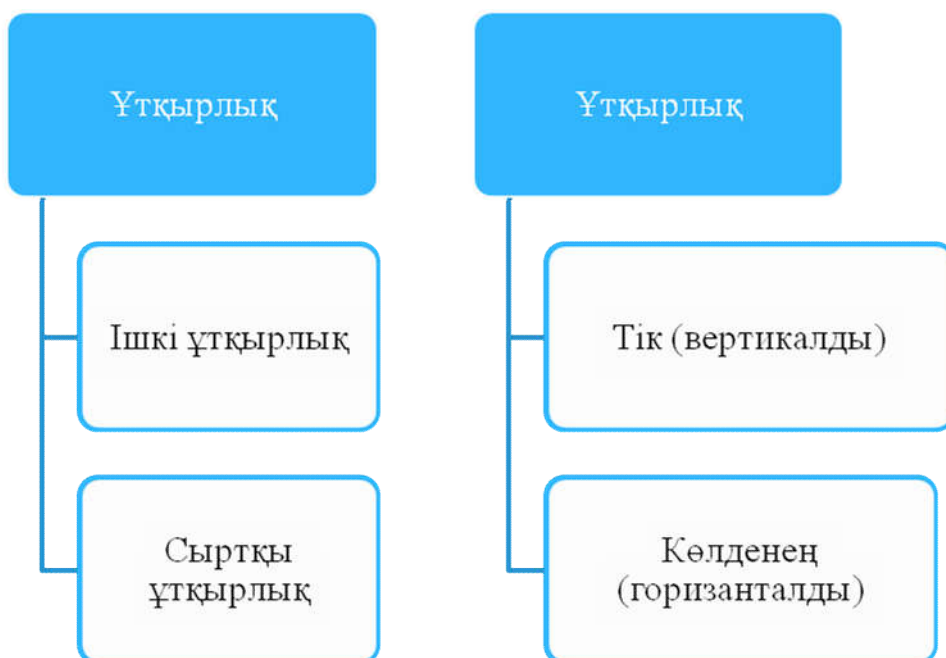 Ұтқырлық
Ішкі ұтқырлық
Сыртқы
ұтқырлық
Ұтқырлық
Тік (вертикалды)
Көлденең
(горизанталды)